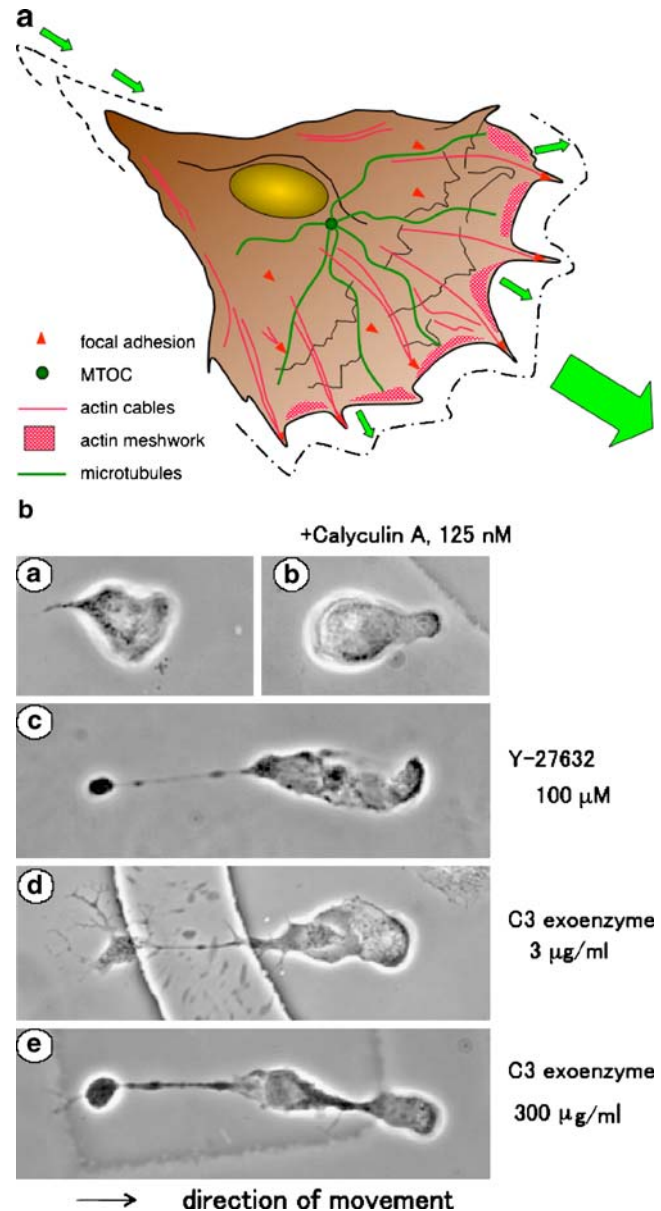 a
focal adhesion
MTOC
actin cables
actin meshwork
microtubules
b
+Calyculin A, 125 nM
a
b
c
Y-27632
100 μM
d
C3 exoenzyme
3 μg/ml
e
C3 exoenzyme
300 μg/ml
direction of movement